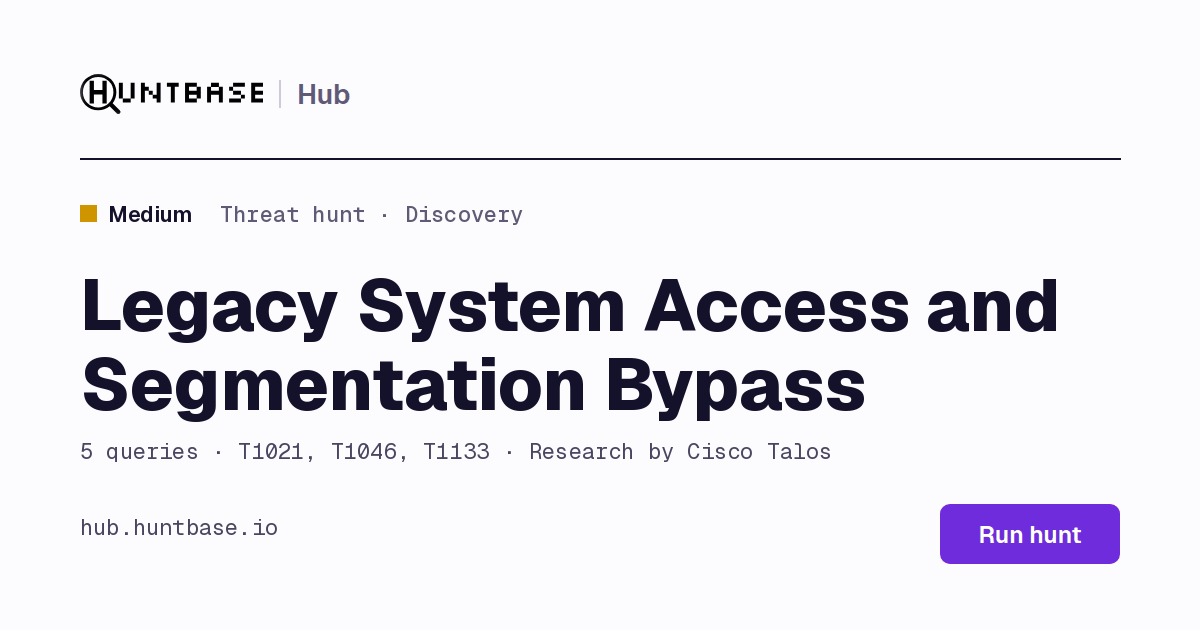 HUNTBASE Hub
Medium Threat hunt · Discovery
Legacy System Access and
Segmentation Bypass
5 queries · T1021, T1046, T1133 · Research by Cisco Talos
hub.huntbase.io
Run hunt